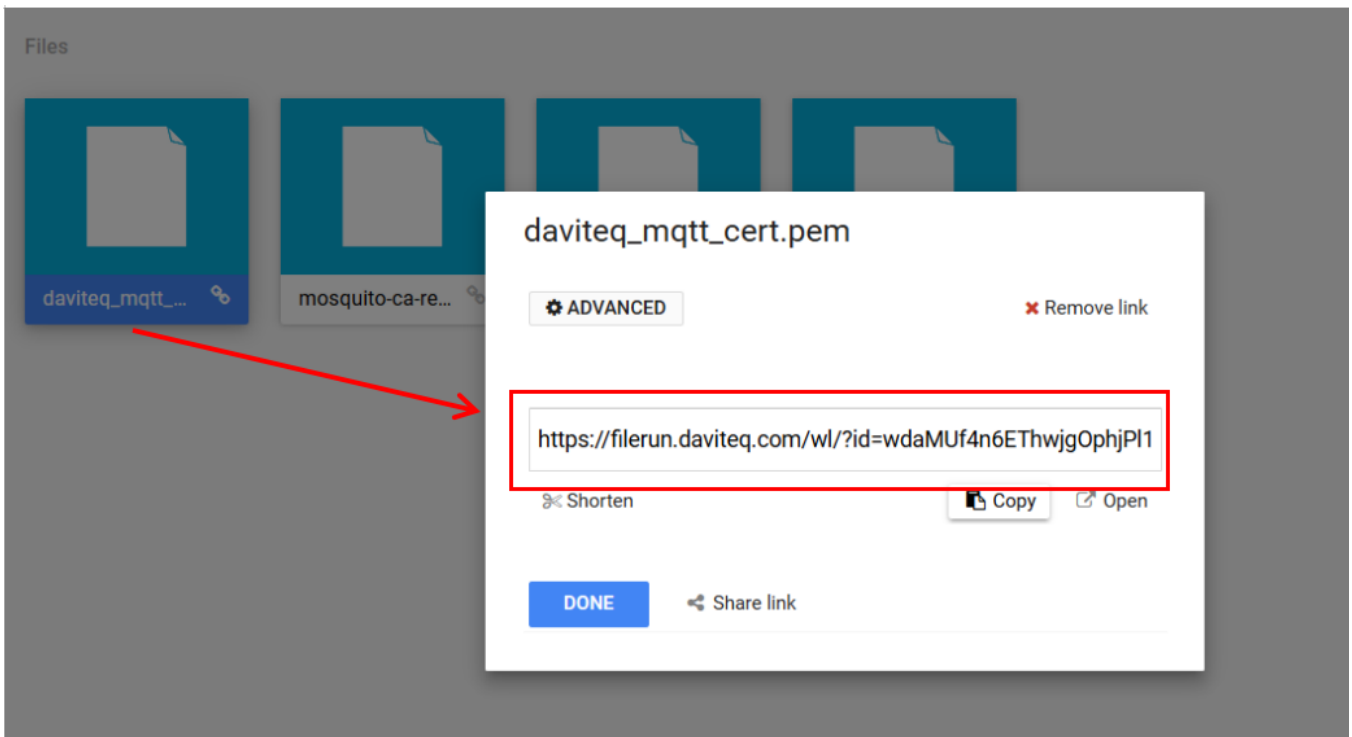 Files
daviteq_mqtt_...
mosquito-ca-re...
daviteq_mqtt_cert.pem
ADVANCED
Remove link
https://filerun.daviteq.com/wl/?id=wdaMUf4n6EThwjgOphjPl1
Shorten
Copy
Open
DONE
Share link